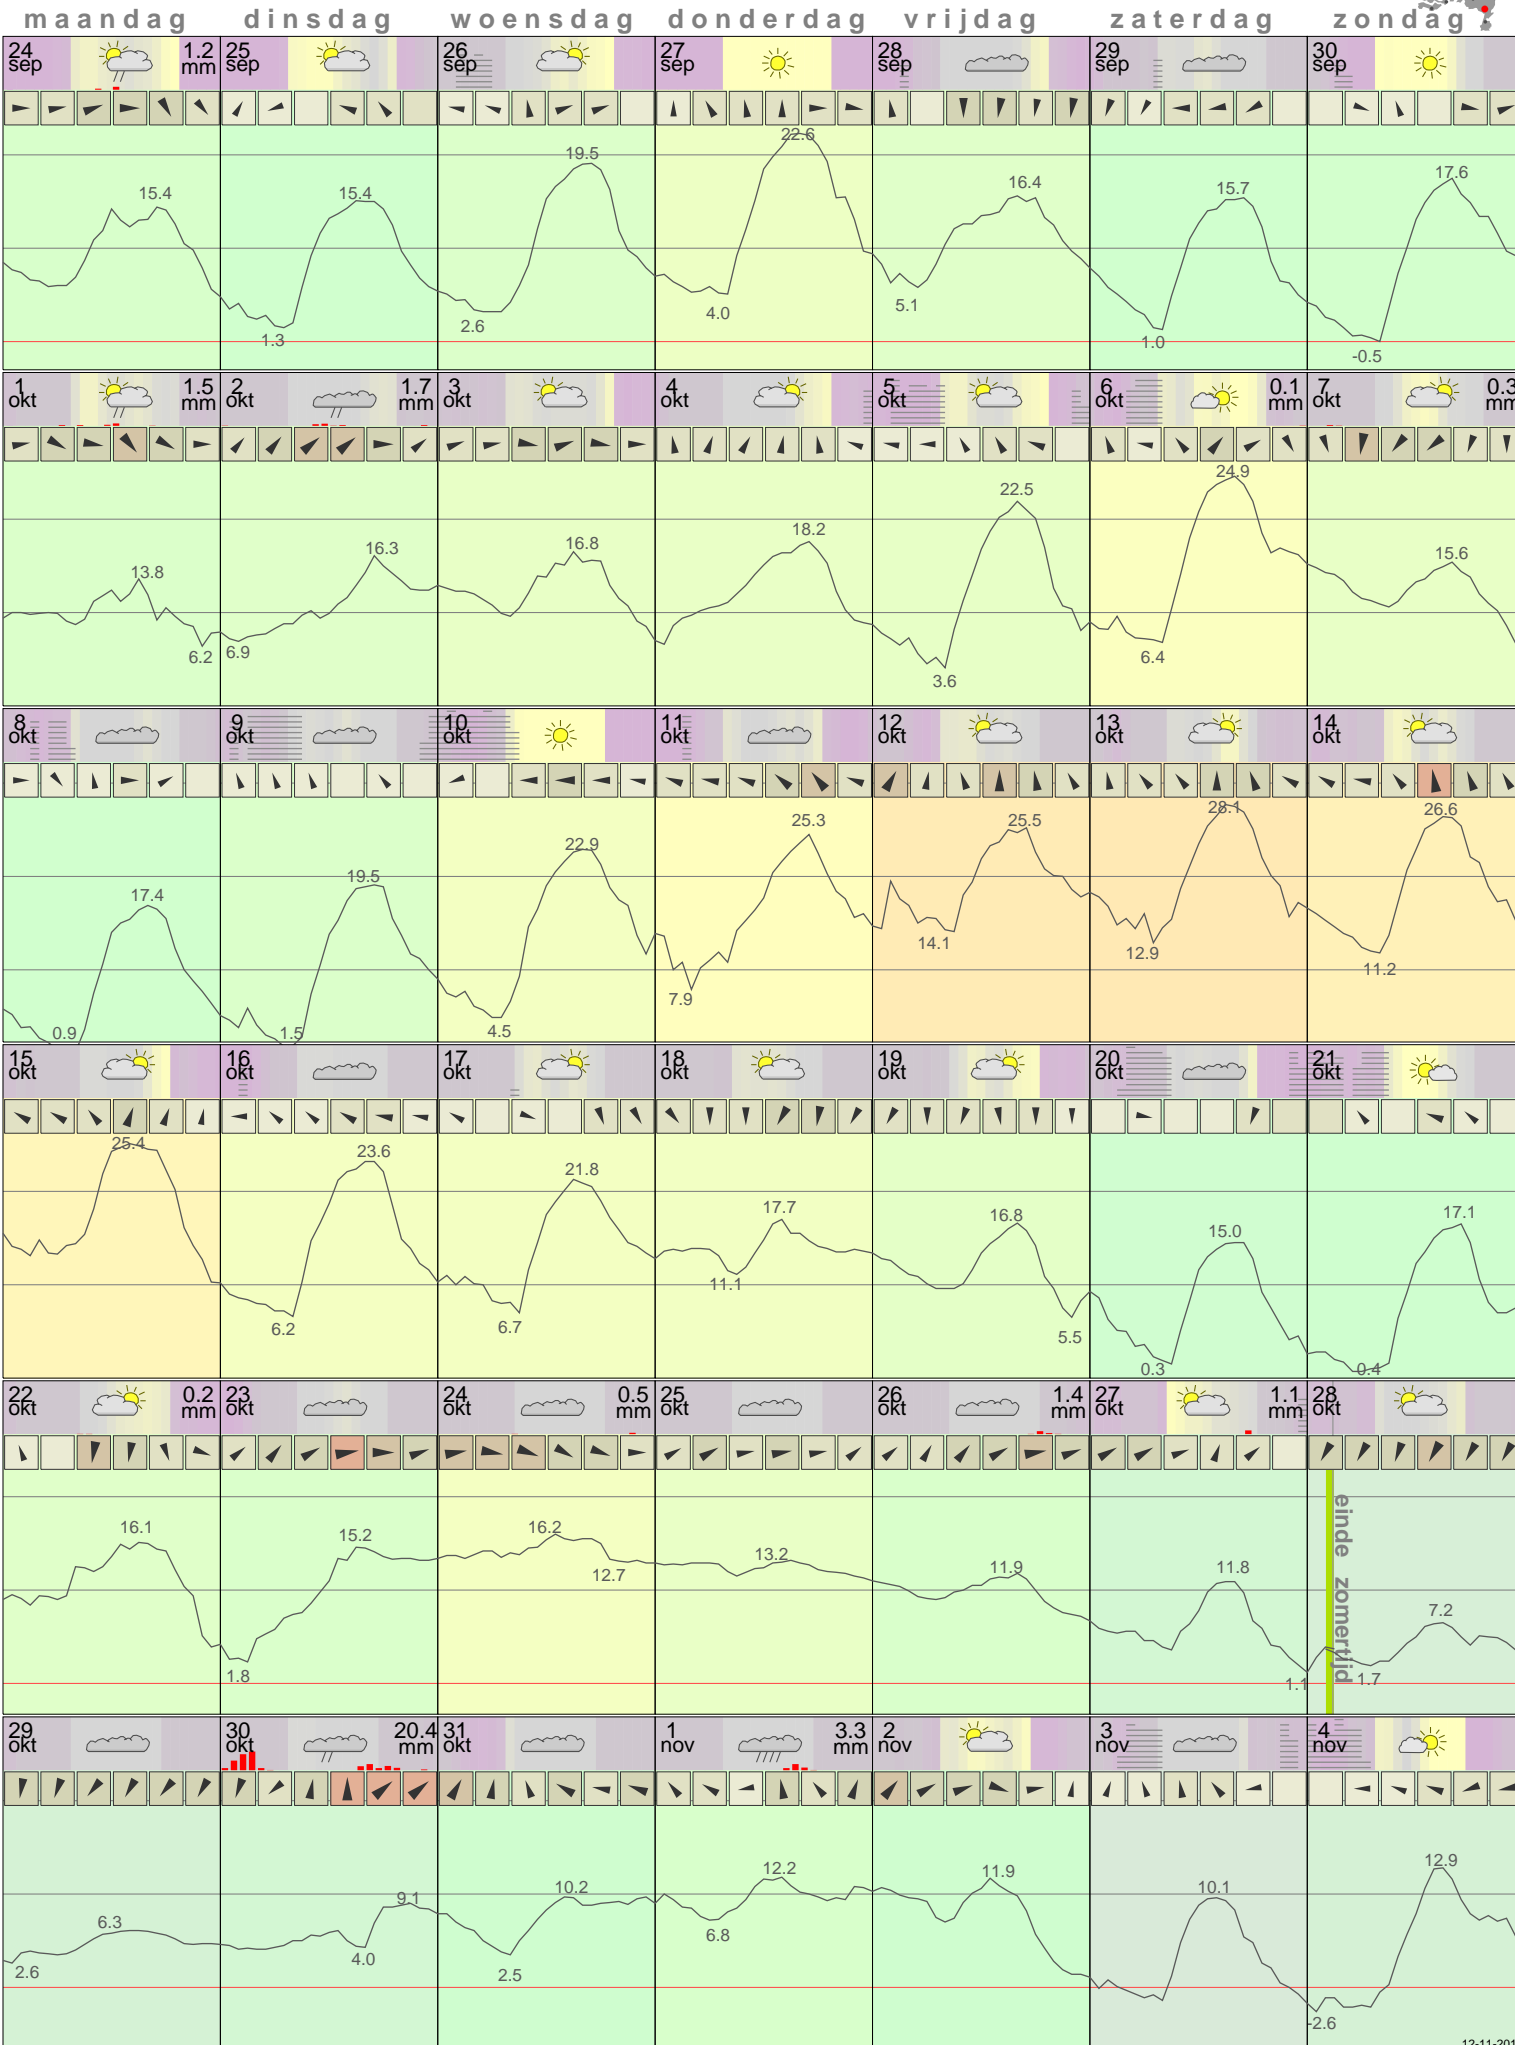 maandag dinsdag woensdag donderdag vrijdag zaterdag zondag
24 sep 1.2 mm 25 sep 26 sep 27 sep 28 sep 29 sep 30 sep
15.4 1.3 15.4 2.6 19.5 4.0 22.6 5.1 16.4 1.0 15.7 -0.5 17.6
1 okt 1.5 mm 2 okt 1.7 mm 3 okt 4 okt 5 okt 6 okt 0.1 mm 7 okt 0.3 mm
13.8 6.2 6.9 16.3 16.8 18.2 3.6 22.5 6.4 24.9 15.6
8 okt 9 okt 10 okt 11 okt 12 okt 13 okt 14 okt
0.9 17.4 1.5 19.5 4.5 22.9 7.9 25.3 14.1 25.5 12.9 28.1 11.2 26.6
15 okt 16 okt 17 okt 18 okt 19 okt 20 okt 21 okt
25.4 6.2 23.6 6.7 21.8 11.1 17.7 16.8 5.5 0.3 15.0 0.4 17.1
22 okt 0.2 mm 23 okt 24 okt 0.5 mm 25 okt 26 okt 1.4 mm 27 okt 1.1 mm 28 okt
16.1 1.8 15.2 16.2 12.7 13.2 11.9 11.8 1.1 1.7 7.2
einde zomertijd
29 okt 30 okt 20.4 mm 31 okt 1 nov 3.3 mm 2 nov 3 nov 4 nov
2.6 6.3 4.0 9.1 2.5 10.2 6.8 12.2 11.9 10.1 -2.6 12.9